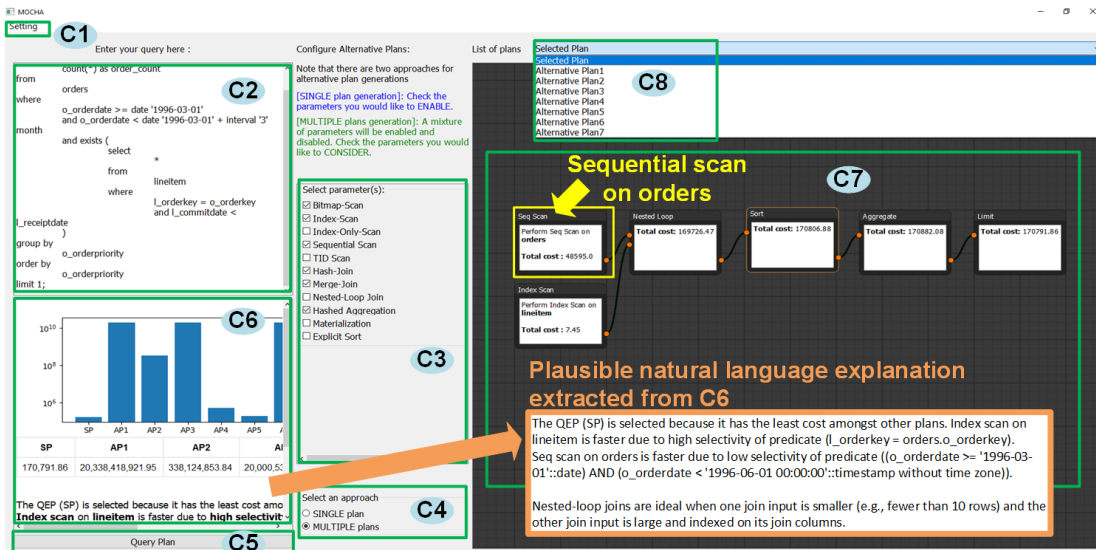 MOCHA
Setting
C1
Enter your query here :
count(*) as order_count
from
orders
where
o_orderdate >= date '1996-03-01'
and o_orderdate < date '1996-03-01' + interval '3'
month
and exists (
select
*
from
lineitem
where
l_orderkey = o_orderkey
and l_commitdate <
l_receiptdate
)
group by
o_orderpriority
order by
o_orderpriority
limit 1;
C2
C6
10^10
10^8
10^6
SP AP1 AP2 AP3 AP4 AP5
SP AP1 AP2
170,791.86 20,338,418,921.95 338,124,853.84 20,000,53
The QEP (SP) is selected because it has the least cost amo
Index scan on lineitem is faster due to high selectivit
Query Plan
C5
Configure Alternative Plans:
Note that there are two approaches for
alternative plan generations
[SINGLE plan generation]: Check the
parameters you would like to ENABLE.
[MULTIPLE plans generation]: A mixture
of parameters will be enabled and
disabled. Check the parameters you would
like to CONSIDER.
Select parameter(s):
Bitmap-Scan
Index-Scan
Index-Only-Scan
Sequential Scan
TID Scan
Hash-Join
Merge-Join
Nested-Loop Join
Hashed Aggregation
Materialization
Explicit Sort
C3
Select an approach
SINGLE plan
MULTIPLE plans
C4
List of plans
Selected Plan
Selected Plan
Alternative Plan1
Alternative Plan2
Alternative Plan3
Alternative Plan4
Alternative Plan5
Alternative Plan6
Alternative Plan7
C8
Sequential scan
on orders
C7
Seq Scan
Perform Seq Scan on
orders
Total cost : 48595.0
Nested Loop
Total cost: 169726.47
Sort
Total cost: 170806.88
Aggregate
Total cost : 170882.08
Limit
Total cost : 170791.86
Index Scan
Perform Index Scan on
lineitem
Total cost : 7.45
Plausible natural language explanation
extracted from C6
The QEP (SP) is selected because it has the least cost amongst other plans. Index scan on
lineitem is faster due to high selectivity of predicate (l_orderkey = orders.o_orderkey).
Seq scan on orders is faster due to low selectivity of predicate ((o_orderdate >= '1996-03-
01'::date) AND (o_orderdate < '1996-06-01 00:00:00'::timestamp without time zone)).
Nested-loop joins are ideal when one join input is smaller (e.g., fewer than 10 rows) and the
other join input is large and indexed on its join columns.